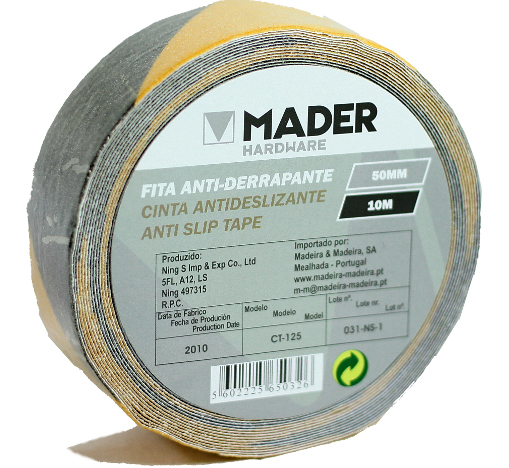 MADER
HARDWARE
FITA ANTI-DERRAPANTE
50MM
CINTA ANTIDESLIZANTE
10M
ANTI SLIP TAPE
Produzido:
Ning S Imp & Exp Co., Ltd
5FL, A12, LS
Ning 497315
R.P.C.
Importado por:
Madeira & Madeira, SA
Mealhada - Portugal
www.madeira-madeira.pt
m-m@madeira-madeira.pt
Data de Fabrico
Fecha de Producción
Production Date
Modelo
Modelo
Model
Lote nº.
Lote nr.
Lot nº.
2010
CT-125
031-NS-1
5602225650326